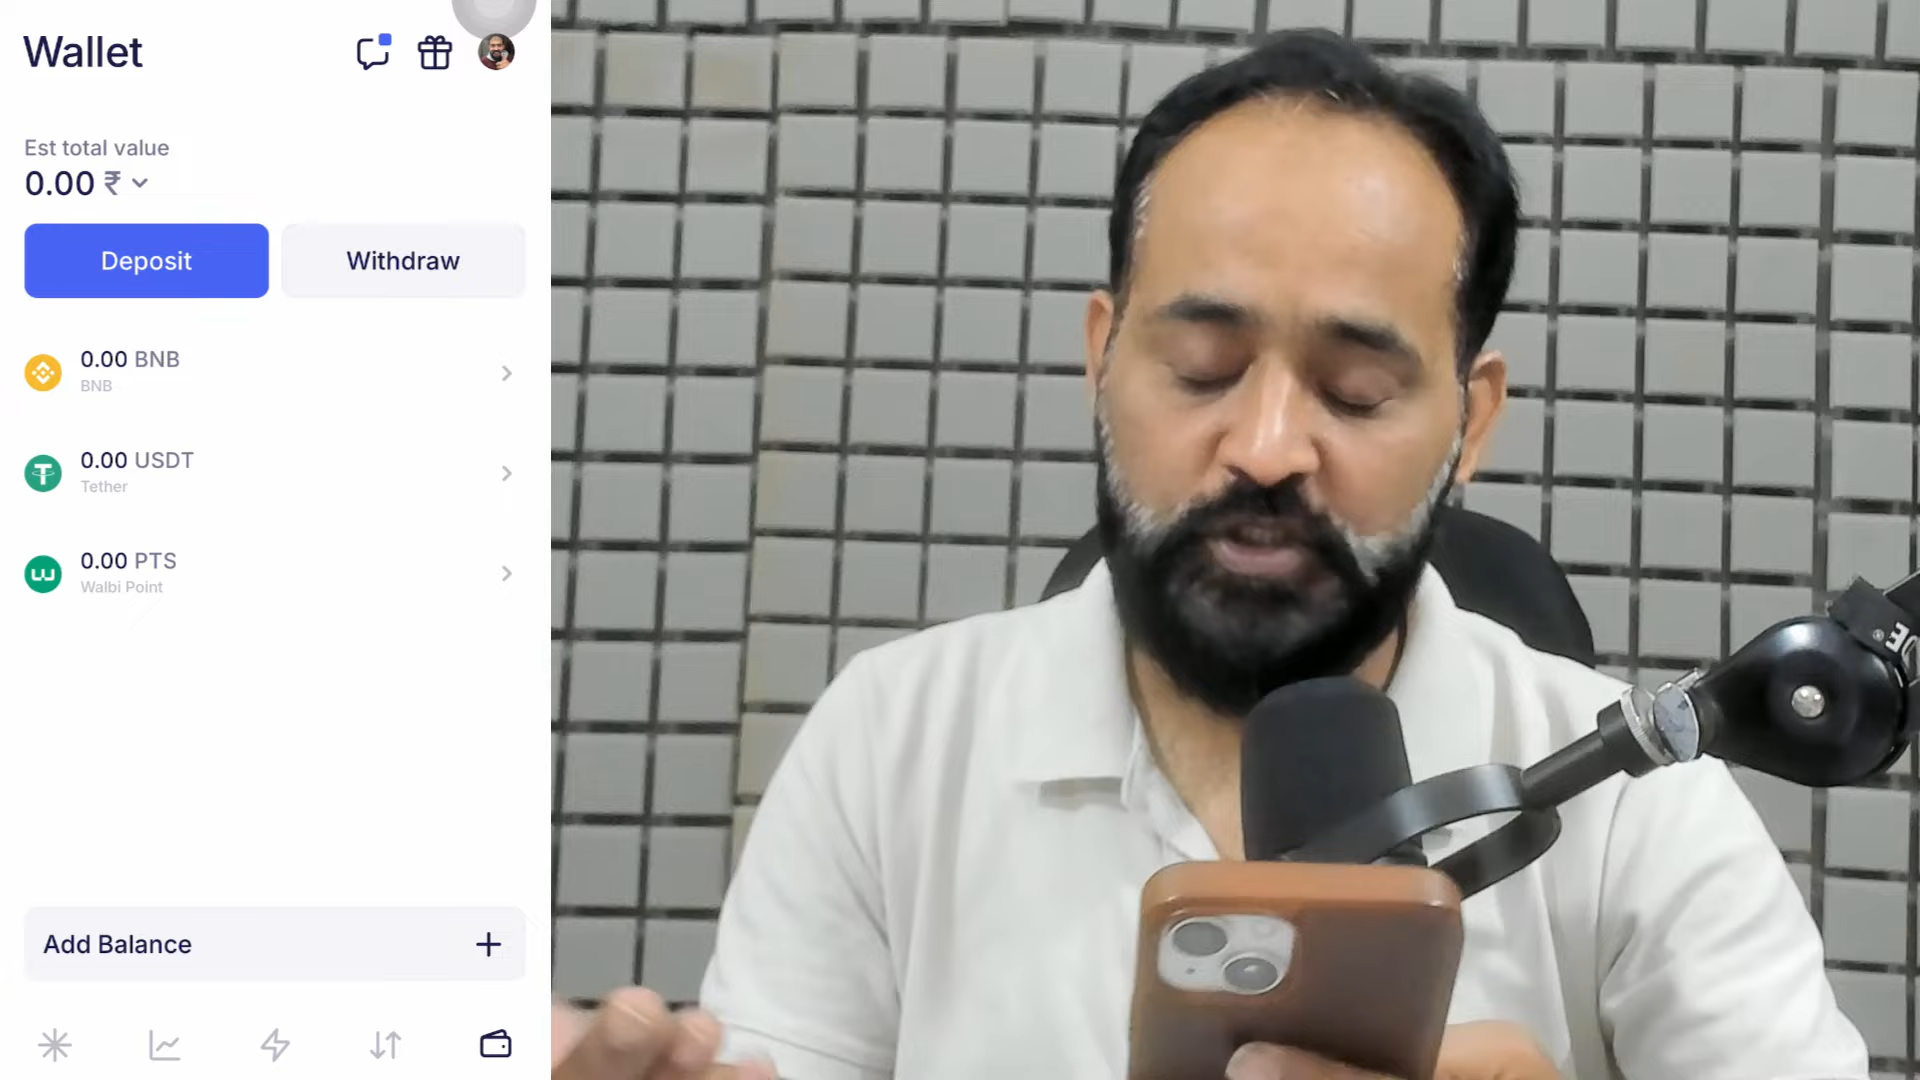 Wallet
Est total value
0.00 ₹
Deposit
Withdraw
0.00 BNB
BNB
0.00 USDT
Tether
0.00 PTS
Walbi Point
Add Balance